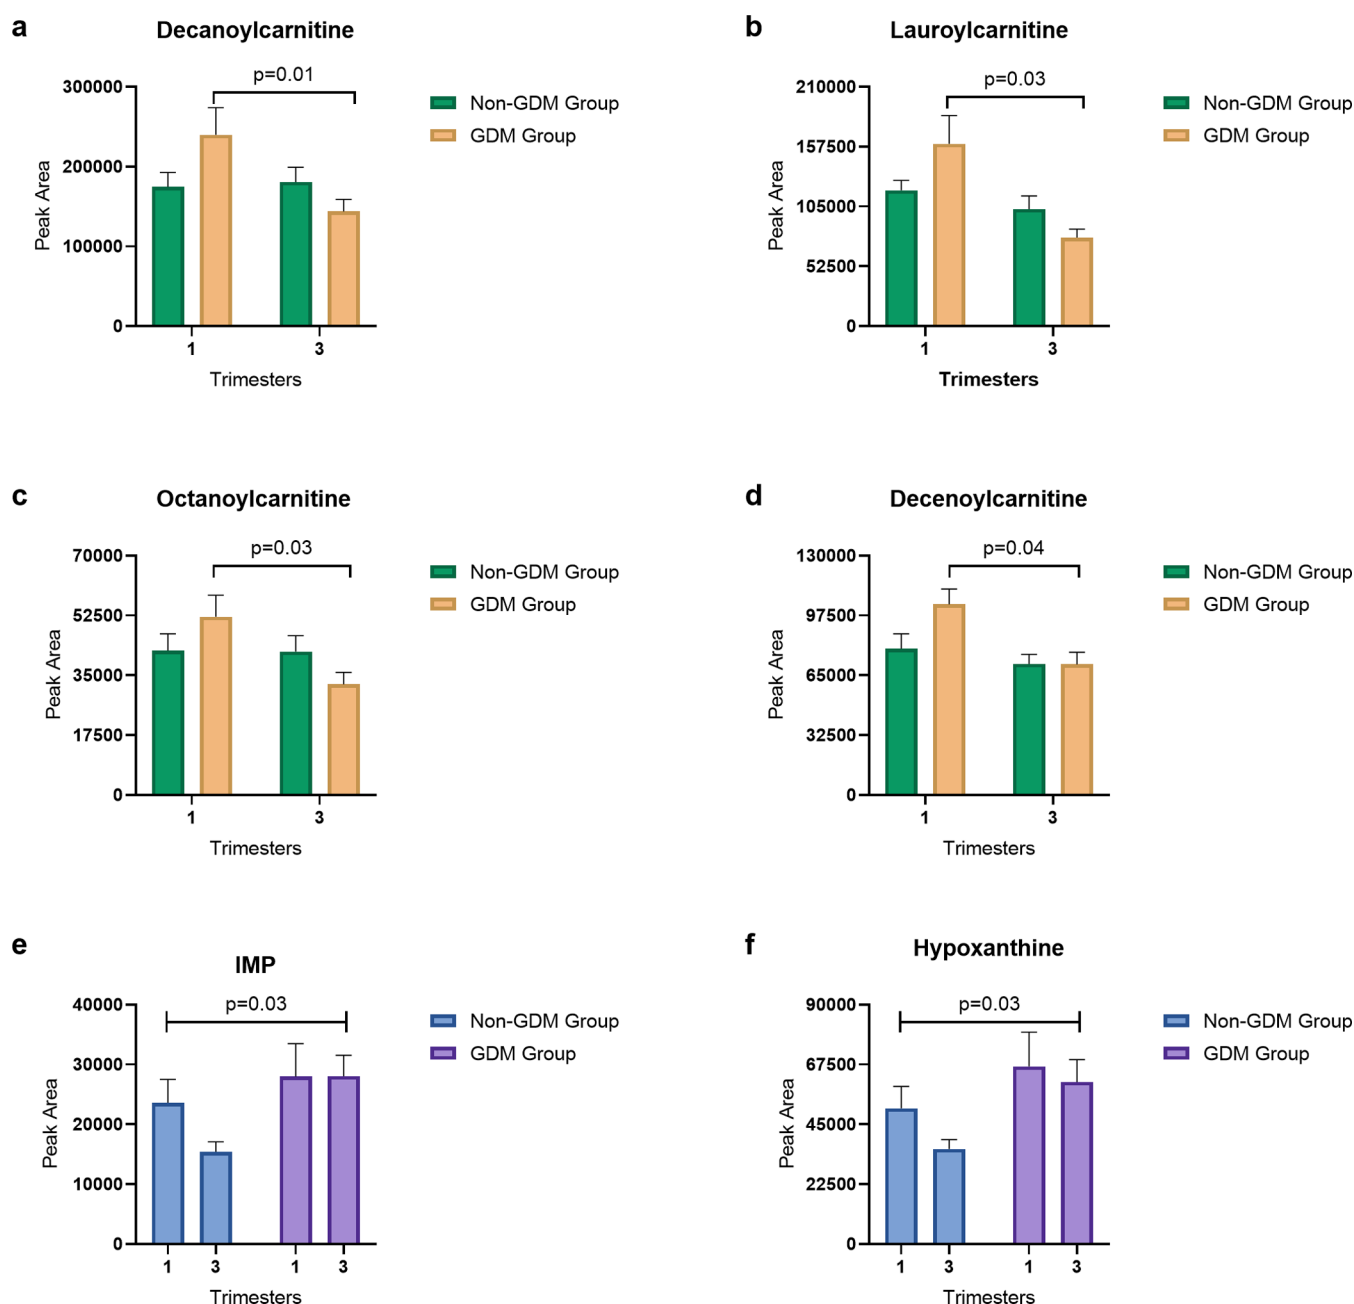 a
Decanoylcarnitine
p=0.01
300000
200000
100000
0
Peak Area
1
3
Trimesters
Non-GDM Group
GDM Group
b
Lauroylcarnitine
p=0.03
210000
157500
105000
52500
0
Peak Area
1
3
Trimesters
Non-GDM Group
GDM Group
c
Octanoylcarnitine
p=0.03
70000
52500
35000
17500
0
Peak Area
1
3
Trimesters
Non-GDM Group
GDM Group
d
Decenoylcarnitine
p=0.04
130000
97500
65000
32500
0
Peak Area
1
3
Trimesters
Non-GDM Group
GDM Group
e
IMP
p=0.03
40000
30000
20000
10000
0
Peak Area
1
3
1
3
Trimesters
Non-GDM Group
GDM Group
f
Hypoxanthine
p=0.03
90000
67500
45000
22500
0
Peak Area
1
3
1
3
Trimesters
Non-GDM Group
GDM Group